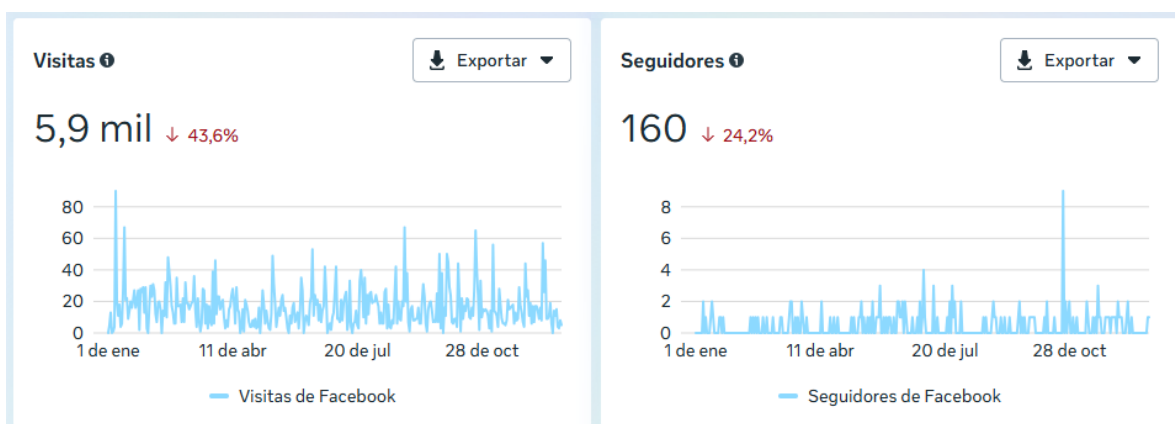 Visitas
Exportar
5,9 mil ↓ 43,6%
80
60
40
20
0
1 de ene 11 de abr 20 de jul 28 de oct
Visitas de Facebook
Seguidores
Exportar
160 ↓ 24,2%
8
6
4
2
0
1 de ene 11 de abr 20 de jul 28 de oct
Seguidores de Facebook